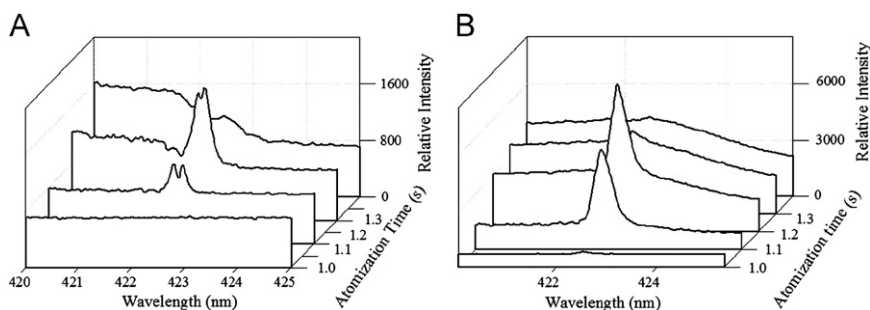 A
1600
800
0
Relative Intensity
1.3
1.2
1.1
1.0
Atomization Time (s)
420 421 422 423 424 425
Wavelength (nm)
B
6000
3000
0
Relative Intensity
1.3
1.2
1.1
1.0
Atomization time (s)
422 424
Wavelength (nm)